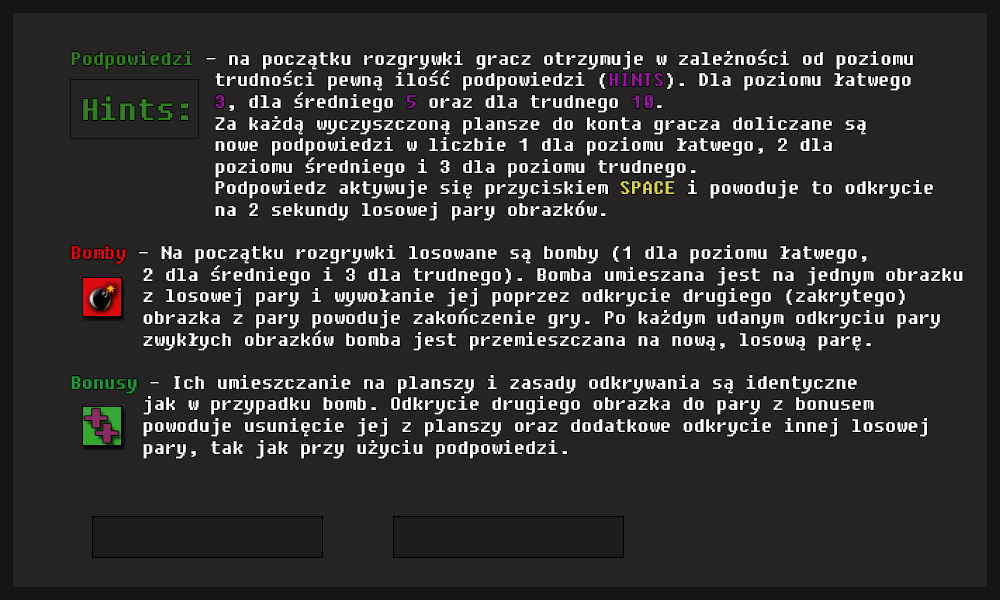 Podpowiedzi - na początku rozgrywki gracz otrzymuje w zależności od poziomu
trudności pewną ilość podpowiedzi (HINTS). Dla poziomu łatwego
Hints:
3, dla średniego 5 oraz dla trudnego 10.
Za każdą wyczyszczoną plansze do konta gracza doliczane są
nowe podpowiedzi w liczbie 1 dla poziomu łatwego, 2 dla
poziomu średniego i 3 dla poziomu trudnego.
Podpowiedz aktywuje się przyciskiem SPACE i powoduje to odkrycie
na 2 sekundy losowej pary obrazków.
Bomby - Na początku rozgrywki losowane są bomby (1 dla poziomu łatwego,
2 dla średniego i 3 dla trudnego). Bomba umieszana jest na jednym obrazku
z losowej pary i wywołanie jej poprzez odkrycie drugiego (zakrytego)
obrazka z pary powoduje zakończenie gry. Po każdym udanym odkryciu pary
zwykłych obrazków bomba jest przemieszczana na nową, losową parę.
Bonusy - Ich umieszczanie na planszy i zasady odkrywania są identyczne
jak w przypadku bomb. Odkrycie drugiego obrazka do pary z bonusem
powoduje usunięcie jej z planszy oraz dodatkowe odkrycie innej losowej
pary, tak jak przy użyciu podpowiedzi.